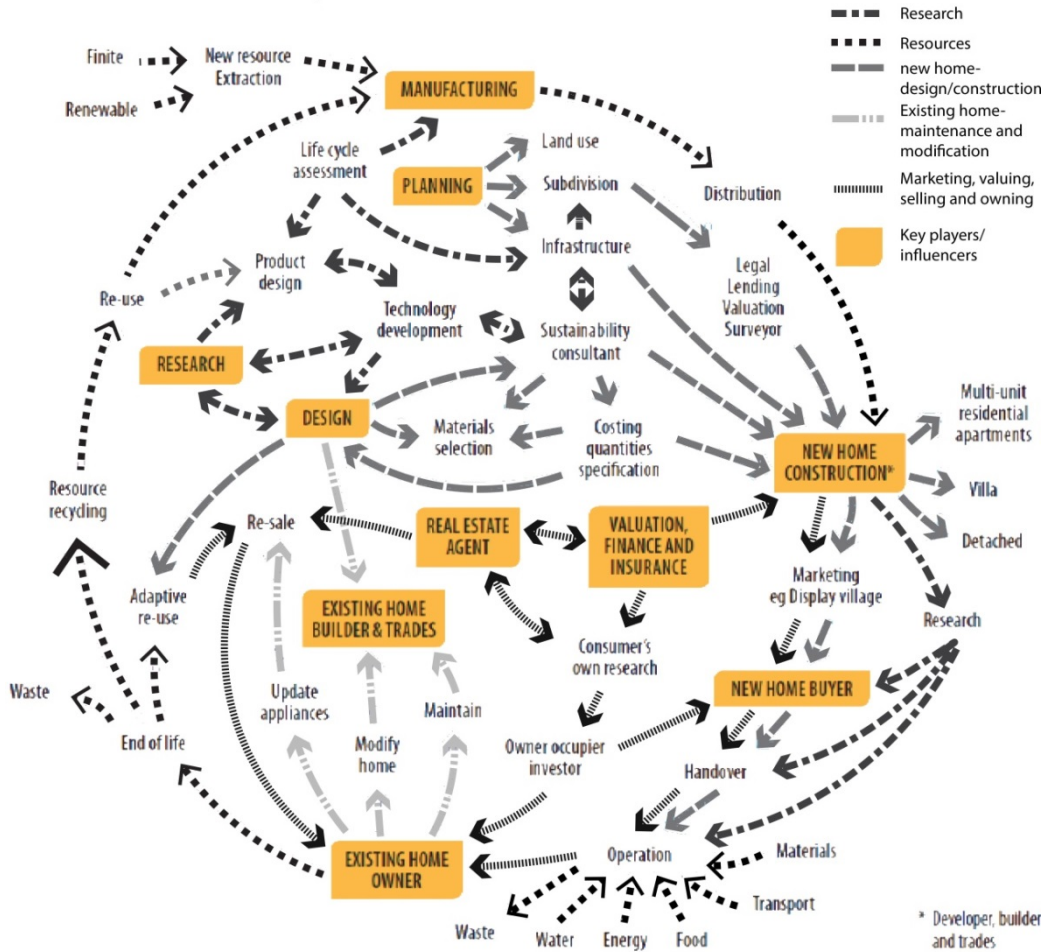 Research
Resources
new home-
design/construction
Existing home-
maintenance and
modification
Marketing, valuing,
selling and owning
Key players/
influencers
Finite
New resource
Extraction
Renewable
MANUFACTURING
Life cycle
assessment
Land use
PLANNING
Subdivision
Distribution
Infrastructure
Product
design
Legal
Lending
Valuation
Surveyor
Re-use
Technology
development
Sustainability
consultant
RESEARCH
Multi-unit
residential
apartments
DESIGN
Materials
selection
Costing
quantities
specification
NEW HOME
CONSTRUCTION*
Villa
Resource
recycling
Re-sale
REAL ESTATE
AGENT
VALUATION,
FINANCE AND
INSURANCE
Detached
Marketing
eg Display village
Adaptive
re-use
EXISTING HOME
BUILDER & TRADES
Research
Consumer's
own research
NEW HOME BUYER
Waste
Update
appliances
Maintain
End of life
Modify
home
Owner occupier
investor
Handover
EXISTING HOME
OWNER
Operation
Materials
Transport
Waste
Water
Energy
Food
* Developer, builder
and trades